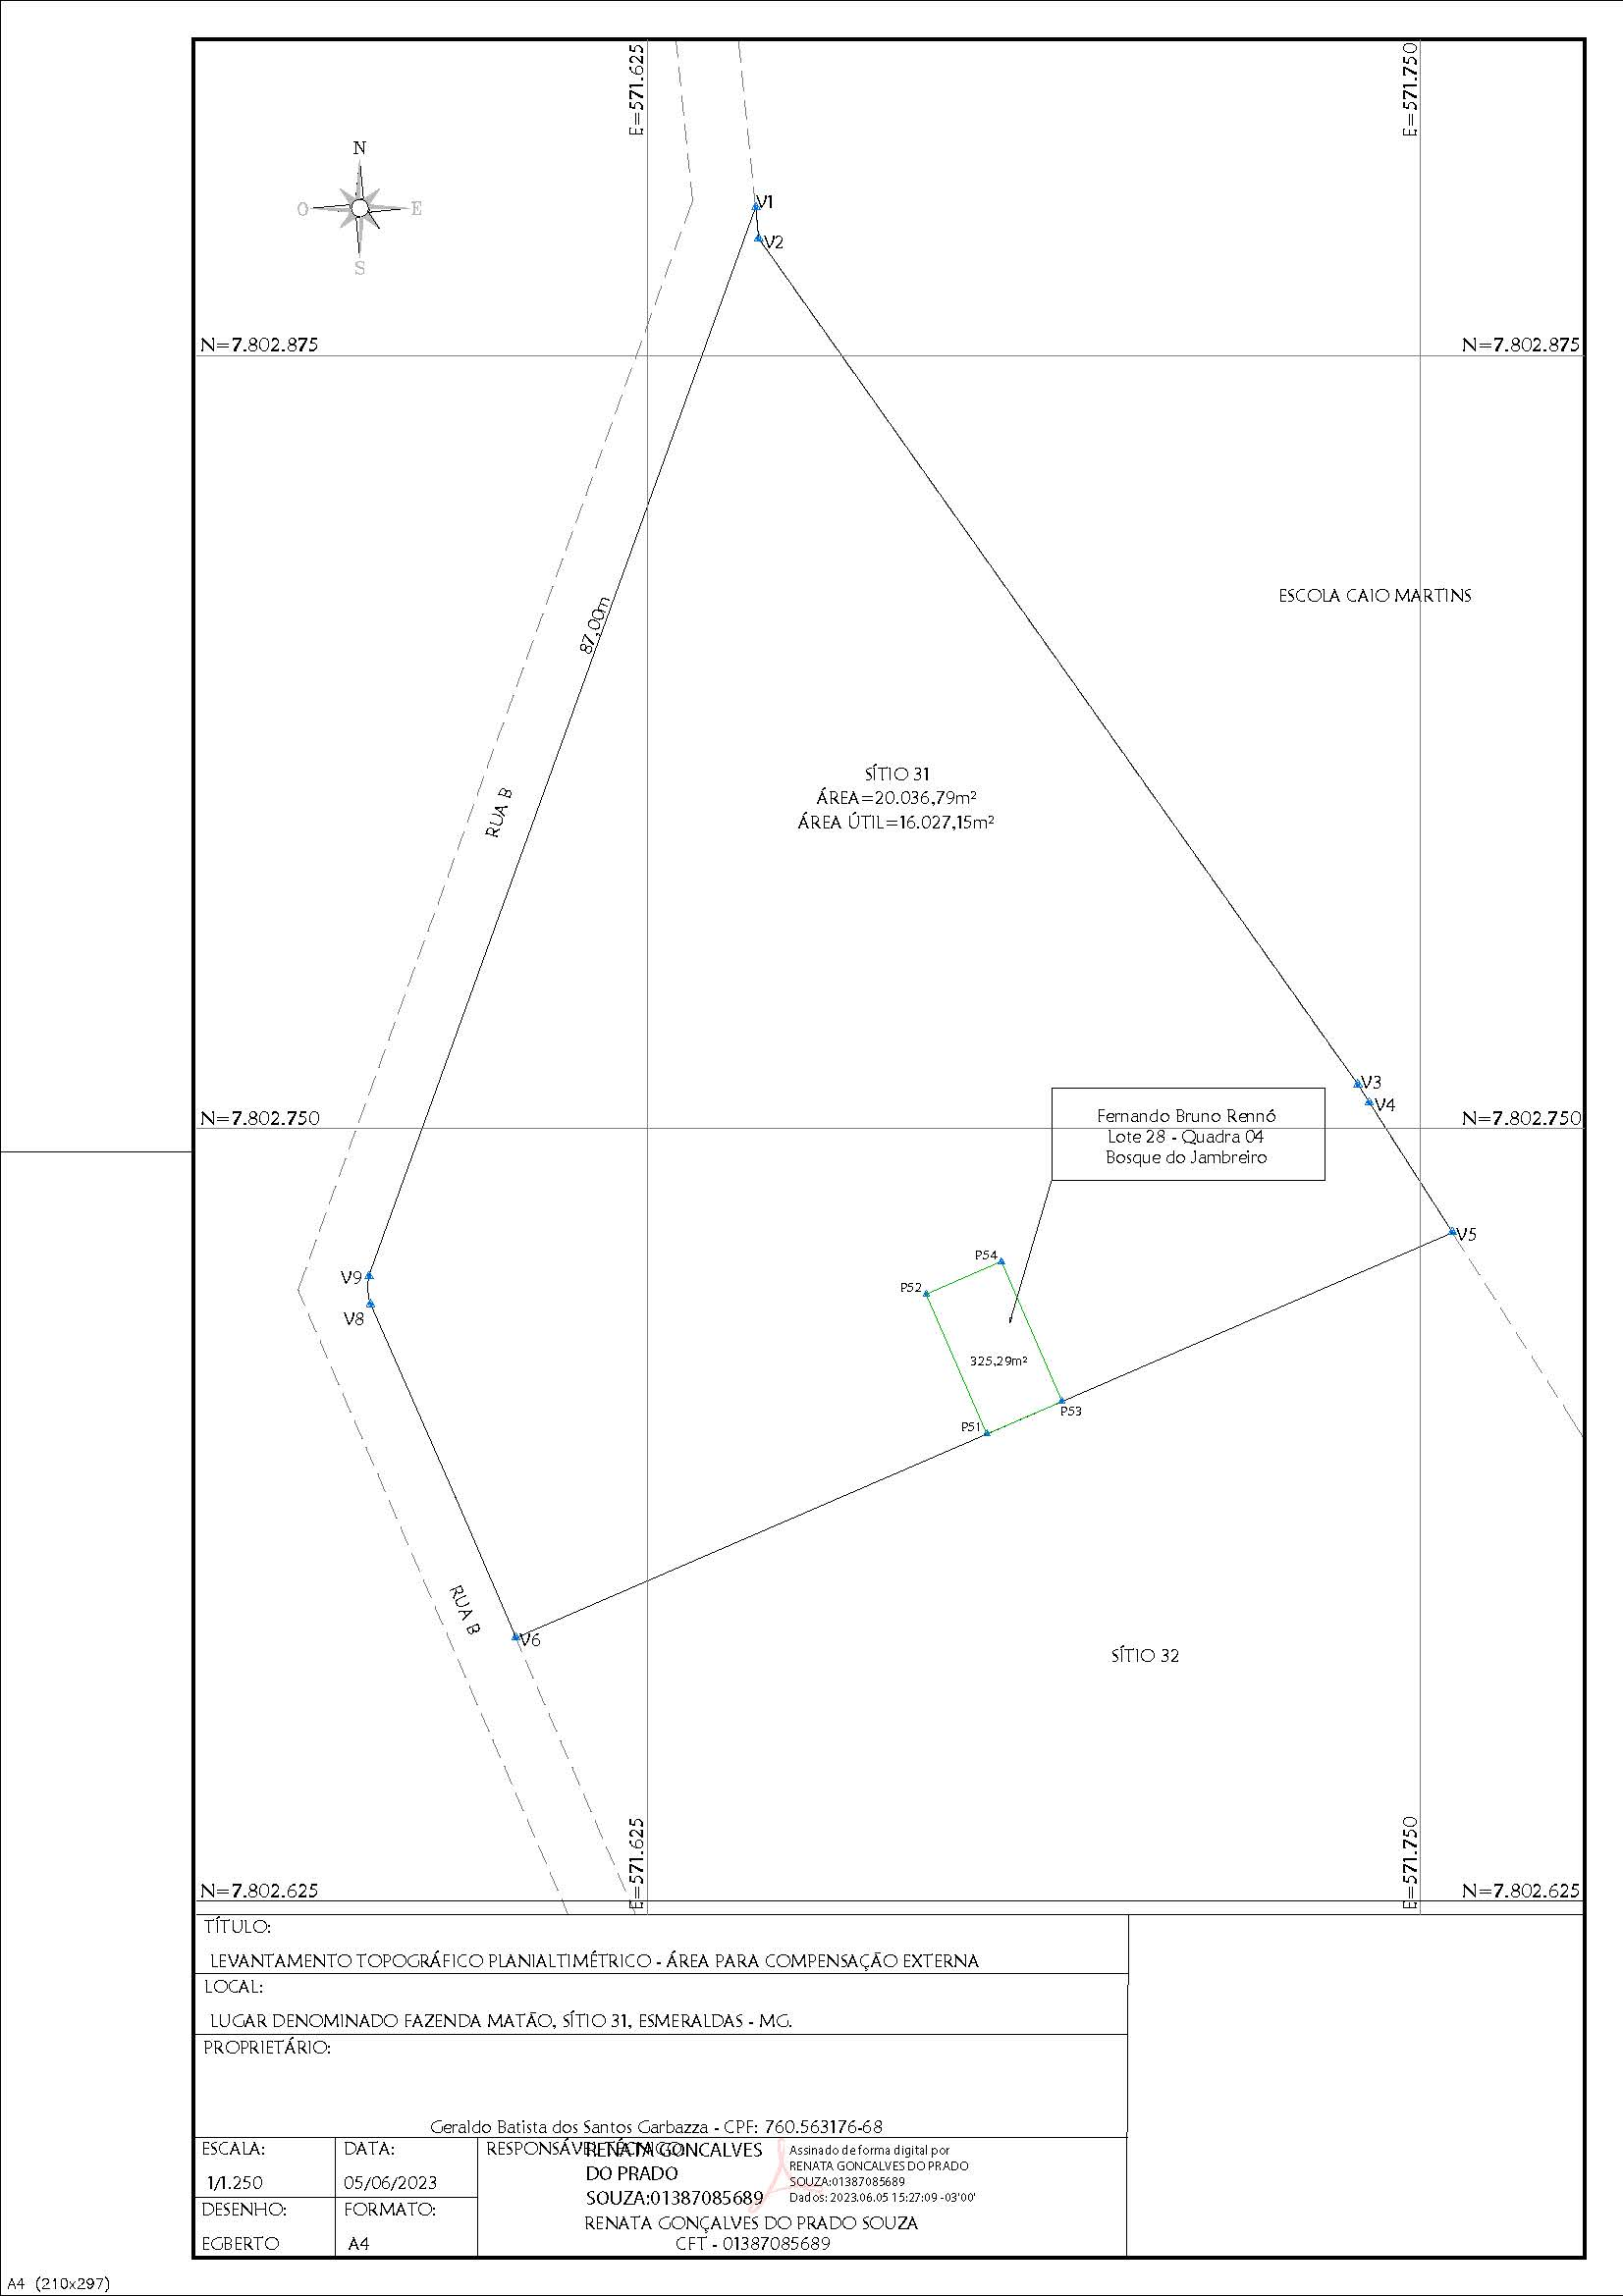 E=571.625
E=571.750
N
O
E
S
V1
V2
N=7.802.875
N=7.802.875
ESCOLA CAIO MARTINS
87,00m
SÍTIO 31
ÁREA=20.036,79m²
ÁREA ÚTIL=16.027,15m²
RUA B
V3
V4
N=7.802.750
N=7.802.750
Fernando Bruno Rennó
Lote 28 - Quadra 04
Bosque do Jambreiro
V5
P54
V9
P52
V8
325,29m²
P53
P51
RUA B
V6
SÍTIO 32
E=571.625
E=571.750
N=7.802.625
N=7.802.625
TÍTULO:
LEVANTAMENTO TOPOGRÁFICO PLANIALTIMÉTRICO - ÁREA PARA COMPENSAÇÃO EXTERNA
LOCAL:
LUGAR DENOMINADO FAZENDA MATÃO, SÍTIO 31, ESMERALDAS - MG.
PROPRIETÁRIO:
Geraldo Batista dos Santos Garbazza - CPF: 760.563176-68
ESCALA:
1/1.250
DATA:
05/06/2023
DESENHO:
EGBERTO
FORMATO:
A4
RESPONSÁVEL TÉCNICO:
RENATA GONCALVES
DO PRADO
SOUZA:01387085689
Assinado de forma digital por
RENATA GONCALVES DO PRADO
SOUZA:01387085689
Dados: 2023.06.05 15:27:09 -03'00'
RENATA GONÇALVES DO PRADO SOUZA
CFT - 01387085689
A4 (210x297)